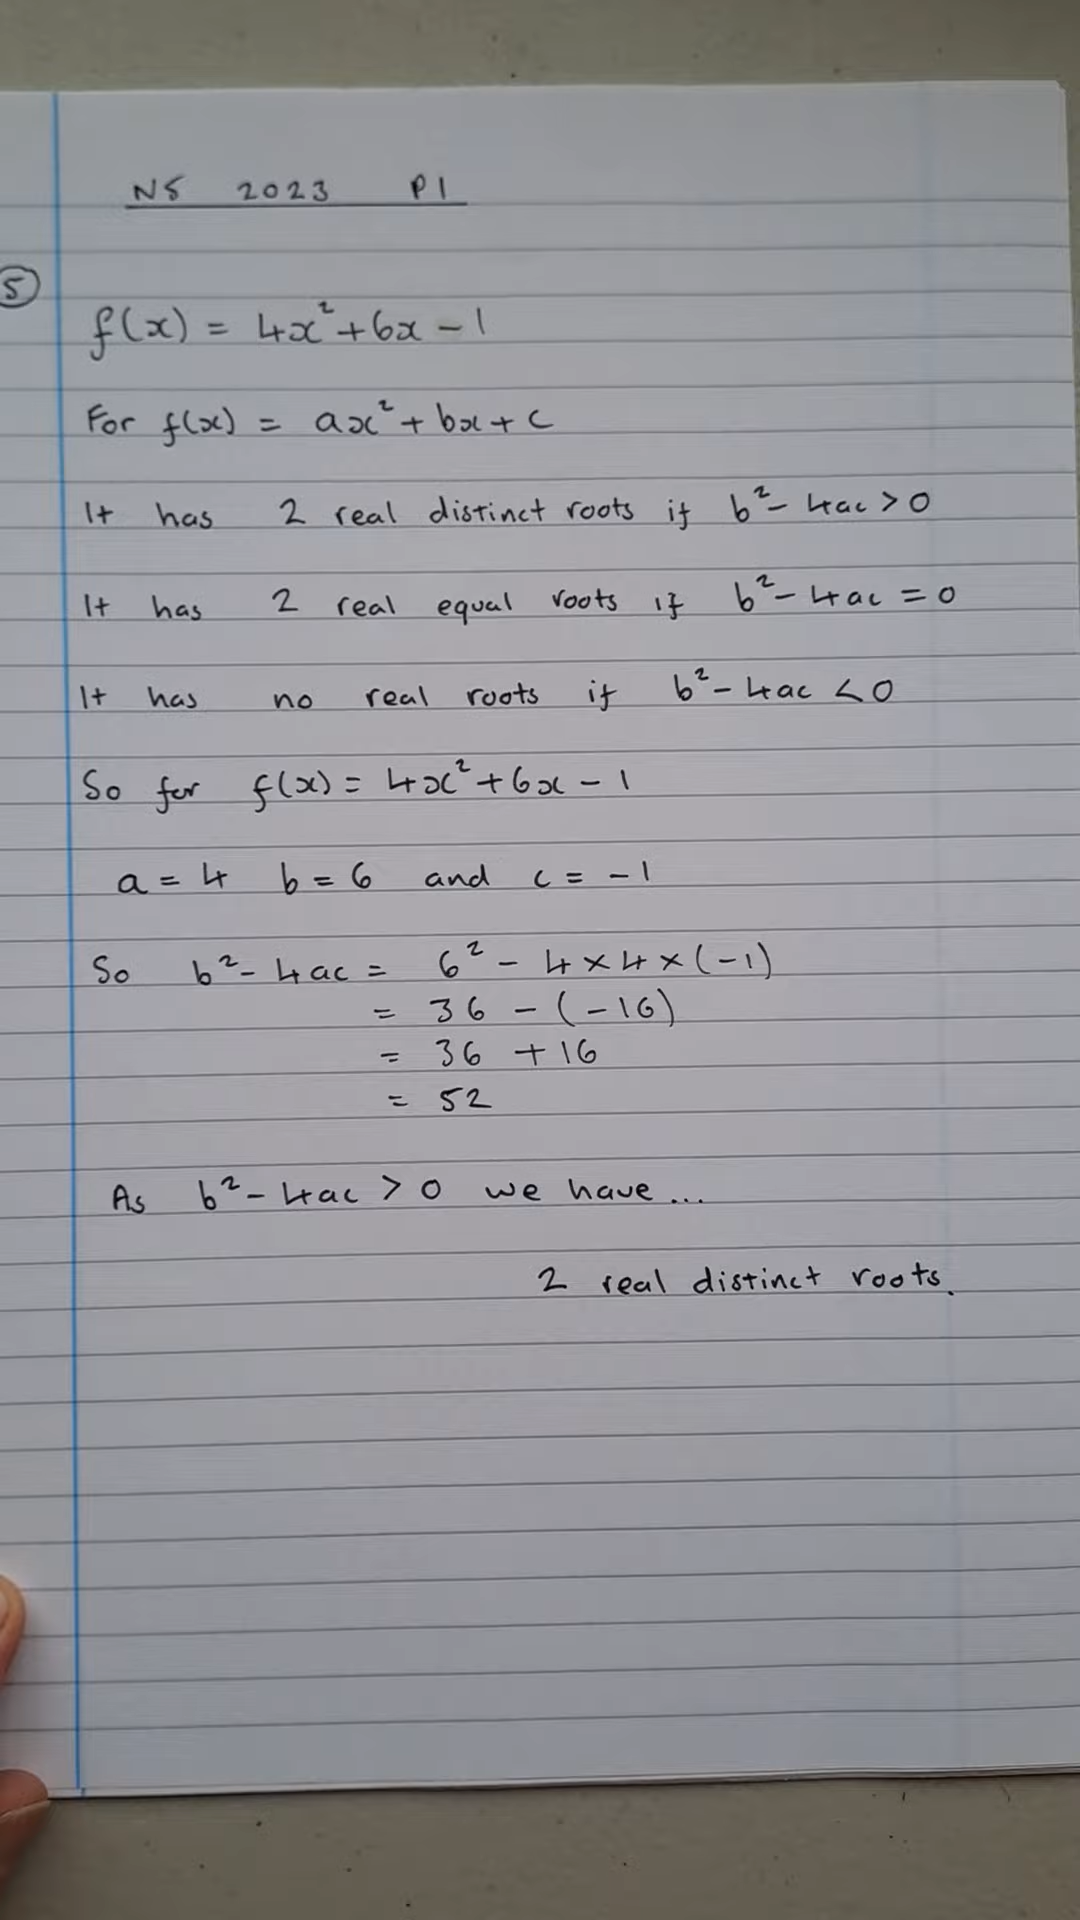 N5 2023 P1
5
f(x) = 4x² + 6x - 1
For f(x) = ax² + bx + c
It has 2 real distinct roots if b² - 4ac > 0
It has 2 real equal roots if b² - 4ac = 0
It has no real roots if b² - 4ac < 0
So for f(x) = 4x² + 6x - 1
a = 4 b = 6 and c = -1
So b² - 4ac = 6² - 4 × 4 × (-1)
= 36 - (-16)
= 36 + 16
= 52
As b² - 4ac > 0 we have...
2 real distinct roots.